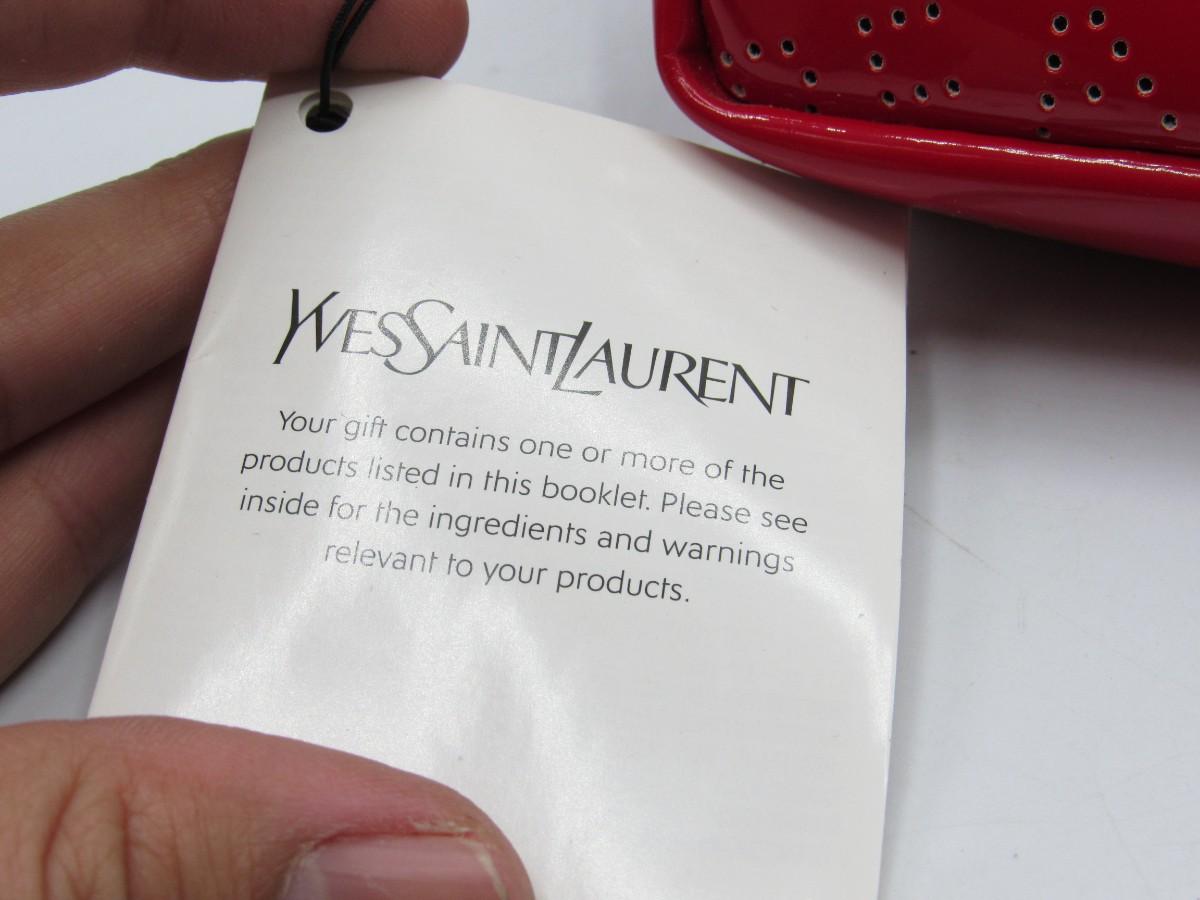 YVESSAINTLAURENT
Your gift contains one or more of the
products listed in this booklet. Please see
inside for the ingredients and warnings
relevant to your products.